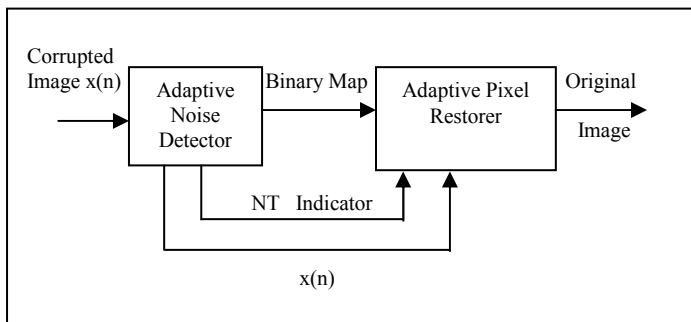 Corrupted
Image x(n)
Adaptive
Noise
Detector
Binary Map
Adaptive Pixel
Restorer
Original
Image
NT Indicator
x(n)